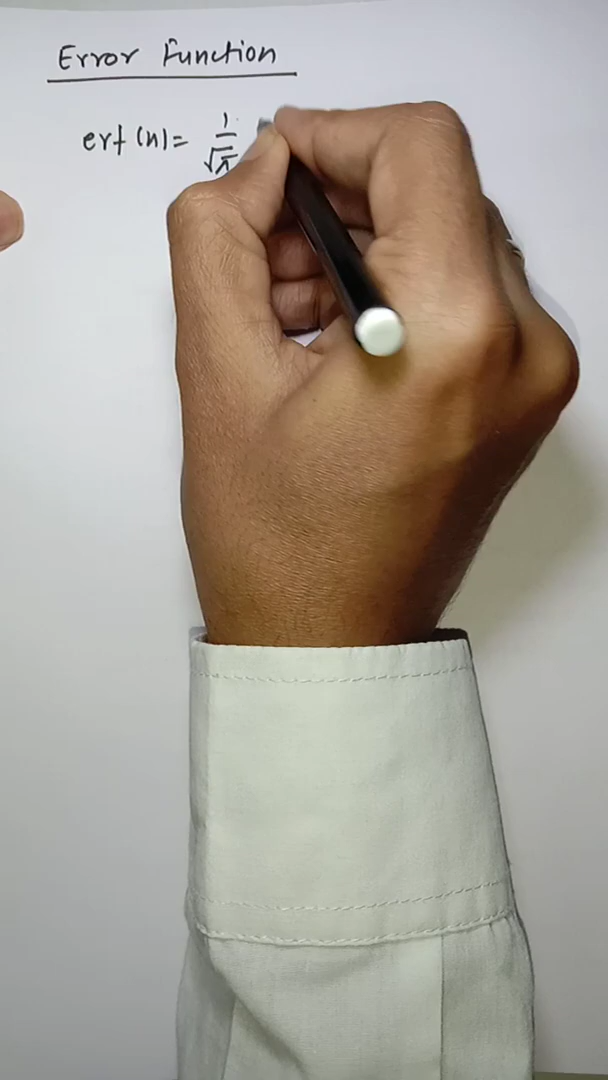 Error Function
erf (x) = 1/√π